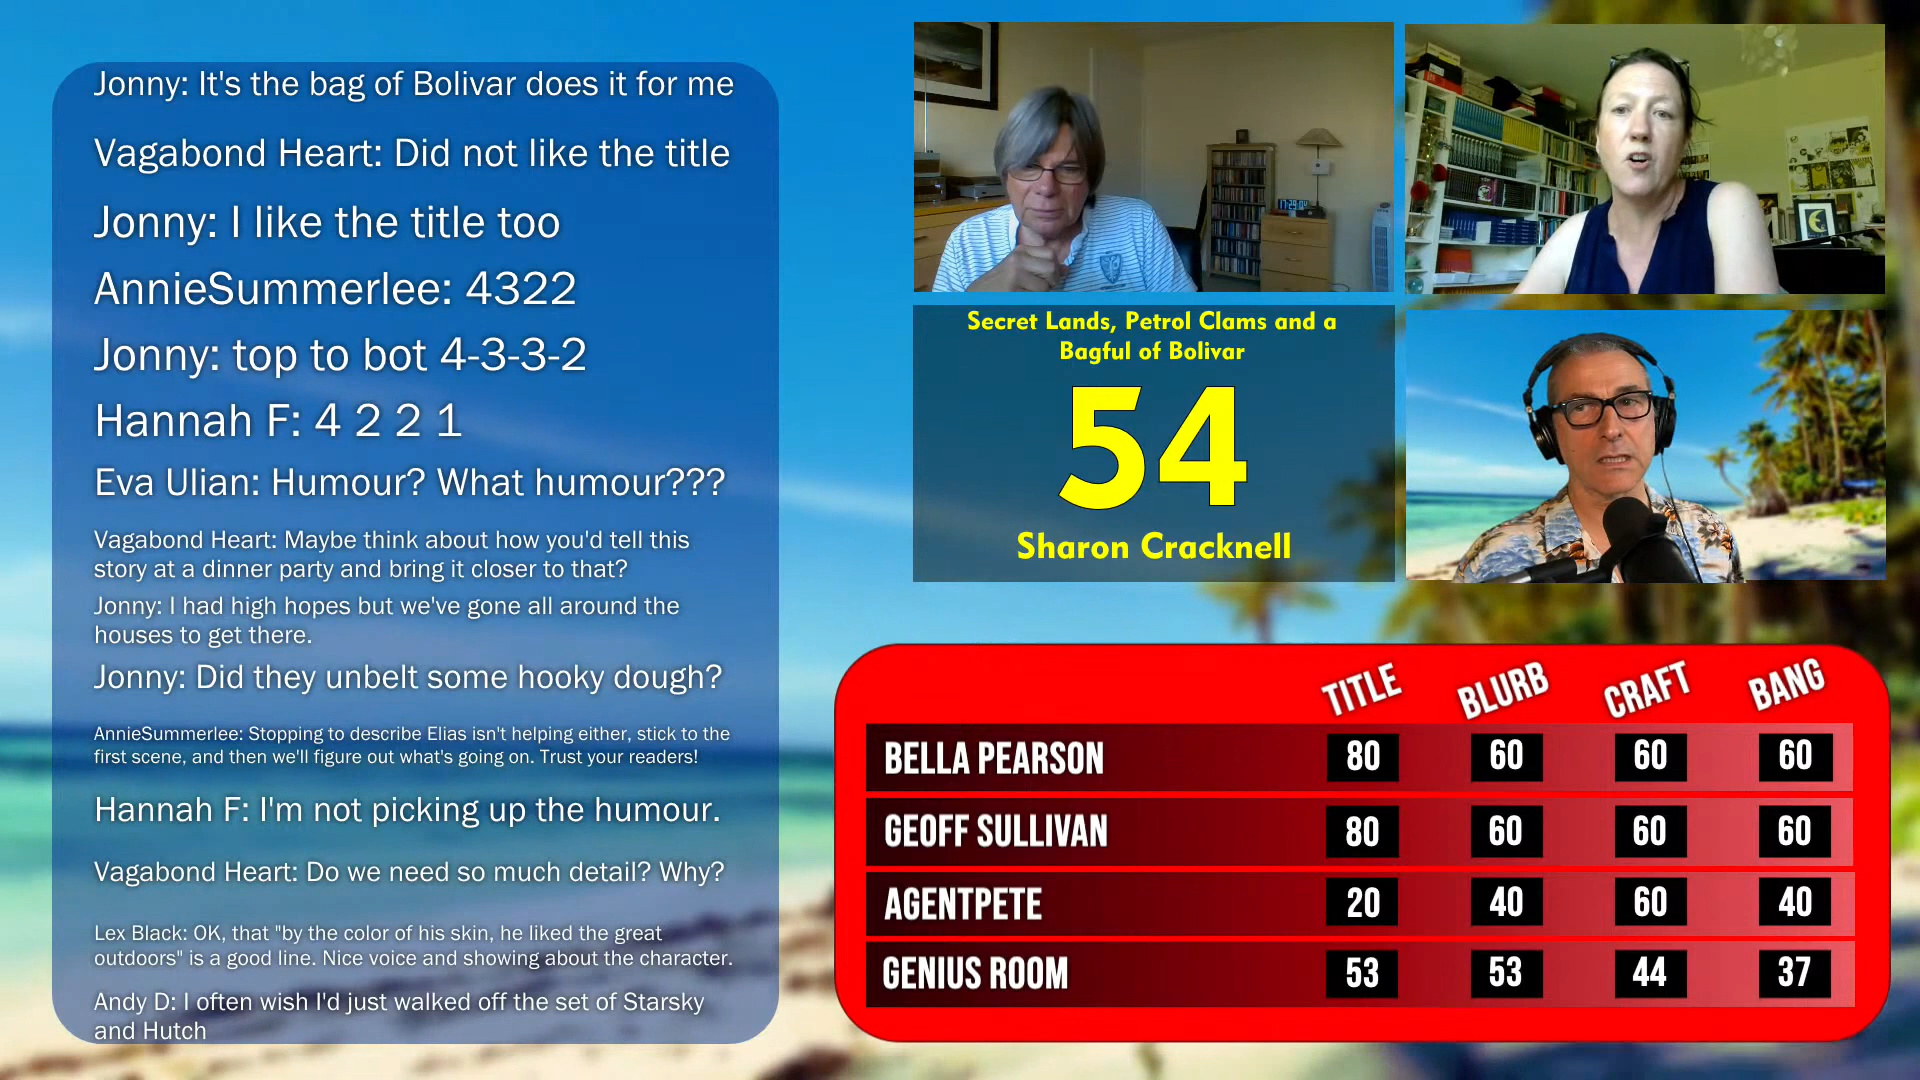 Jonny: It's the bag of Bolivar does it for me
Vagabond Heart: Did not like the title
Jonny: I like the title too
AnnieSummerlee: 4322
Jonny: top to bot 4-3-3-2
Hannah F: 4 2 2 1
Eva Ulian: Humour? What humour???
Vagabond Heart: Maybe think about how you'd tell this
story at a dinner party and bring it closer to that?
Jonny: I had high hopes but we've gone all around the
houses to get there.
Jonny: Did they unbelt some hooky dough?
AnnieSummerlee: Stopping to describe Elias isn't helping either, stick to the
first scene, and then we'll figure out what's going on. Trust your readers!
Hannah F: I'm not picking up the humour.
Vagabond Heart: Do we need so much detail? Why?
Lex Black: OK, that "by the color of his skin, he liked the great
outdoors" is a good line. Nice voice and showing about the character.
Andy D: I often wish I'd just walked off the set of Starsky
and Hutch
Secret Lands, Petrol Clams and a
Bagful of Bolivar
54
Sharon Cracknell
TITLE BLURB CRAFT BANG
BELLA PEARSON 80 60 60 60
GEOFF SULLIVAN 80 60 60 60
AGENTPETE 20 40 60 40
GENIUS ROOM 53 53 44 37